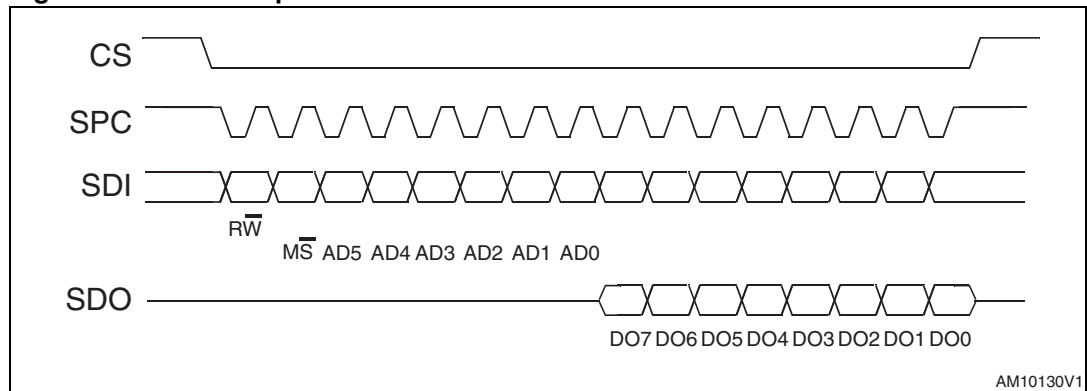 CS
SPC
SDI
RW̅
MS̅ AD5 AD4 AD3 AD2 AD1 AD0
SDO
DO7 DO6 DO5 DO4 DO3 DO2 DO1 DO0
AM10130V1